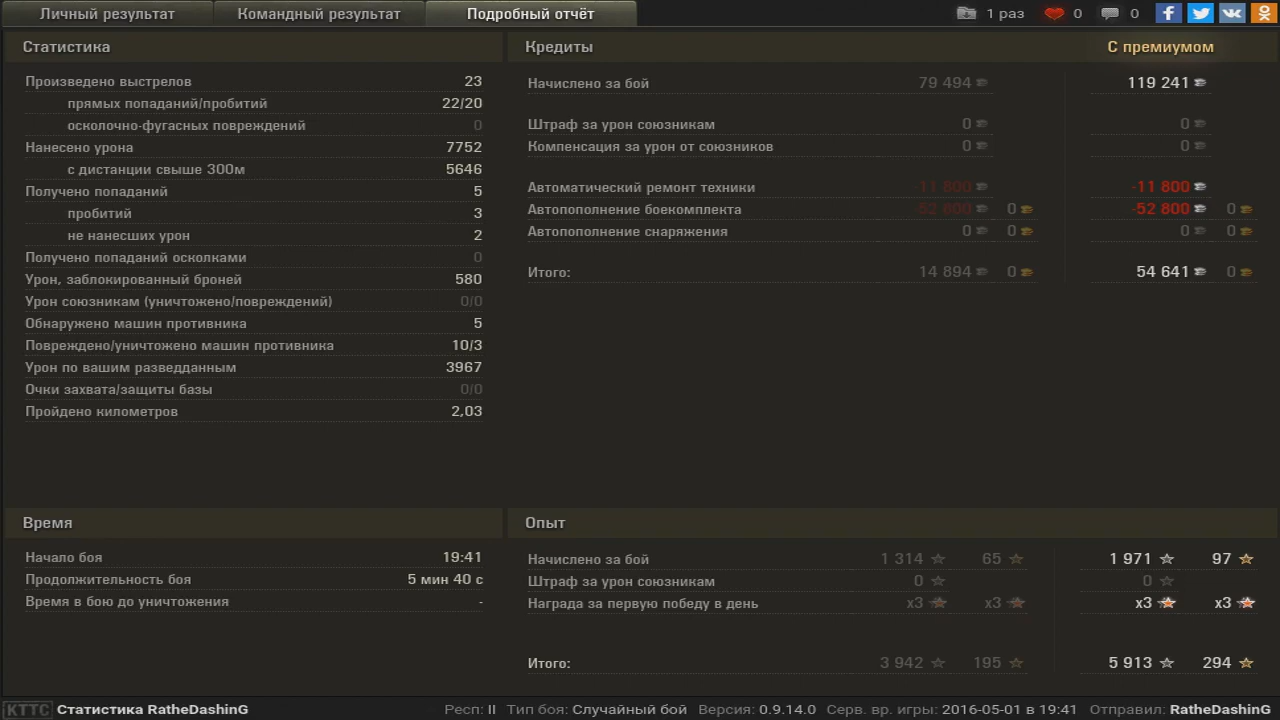 Личный результат Командный результат Подробный отчёт 1 раз 0 0
Статистика
Произведено выстрелов 23
прямых попаданий/пробитий 22/20
осколочно-фугасных повреждений 0
Нанесено урона 7752
с дистанции свыше 300м 5646
Получено попаданий 5
пробитий 3
не нанесших урон 2
Получено попаданий осколками 0
Урон, заблокированный броней 580
Урон союзникам (уничтожено/повреждений) 0/0
Обнаружено машин противника 5
Повреждено/уничтожено машин противника 10/3
Урон по вашим разведданным 3967
Очки захвата/защиты базы 0/0
Пройдено километров 2,03
Кредиты С премиумом
Начислено за бой 79 494 119 241
Штраф за урон союзникам 0 0
Компенсация за урон от союзников 0 0
Автоматический ремонт техники -11 800 -11 800
Автопополнение боекомплекта -52 800 0 -52 800 0
Автопополнение снаряжения 0 0 0 0
Итого: 14 894 0 54 641 0
Время
Начало боя 19:41
Продолжительность боя 5 мин 40 с
Время в бою до уничтожения -
Опыт
Начислено за бой 1 314 65 1 971 97
Штраф за урон союзникам 0 0
Награда за первую победу в день x3 x3 x3 x3
Итого: 3 942 195 5 913 294
КТТС Статистика RatheDashinG Респ: II Тип боя: Случайный бой Версия: 0.9.14.0 Серв. вр. игры: 2016-05-01 в 19:41 Отправил: RatheDashinG